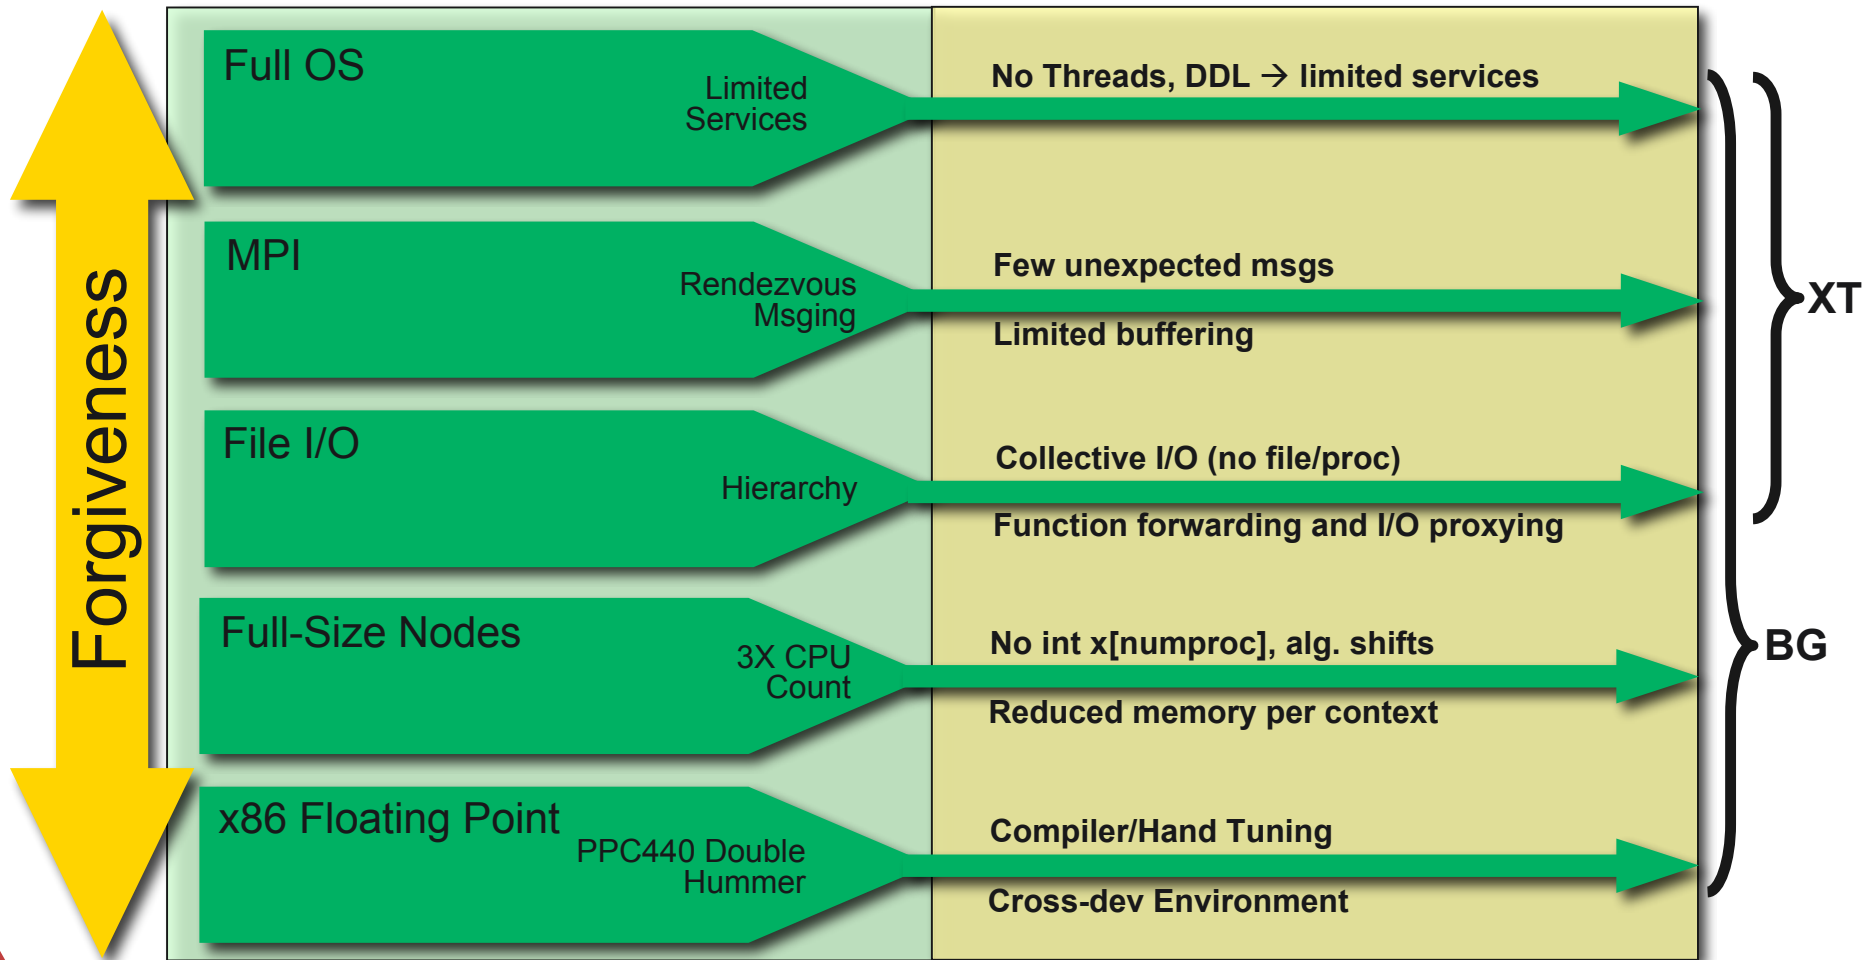 Forgiveness
Full OS
Limited
Services
No Threads, DDL → limited services
MPI
Rendezvous
Msging
Few unexpected msgs
Limited buffering
File I/O
Hierarchy
Collective I/O (no file/proc)
Function forwarding and I/O proxying
Full-Size Nodes
3X CPU
Count
No int x[numproc], alg. shifts
Reduced memory per context
x86 Floating Point
PPC440 Double
Hummer
Compiler/Hand Tuning
Cross-dev Environment
XT
BG